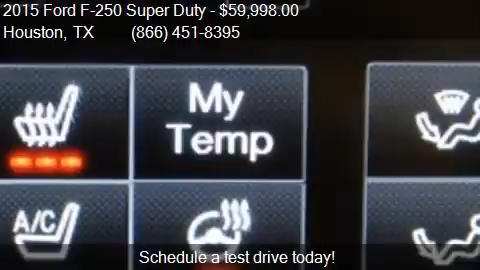 2015 Ford F-250 Super Duty - $59,998.00
Houston, TX (866) 451-8395
My
Temp
A/C
Schedule a test drive today!